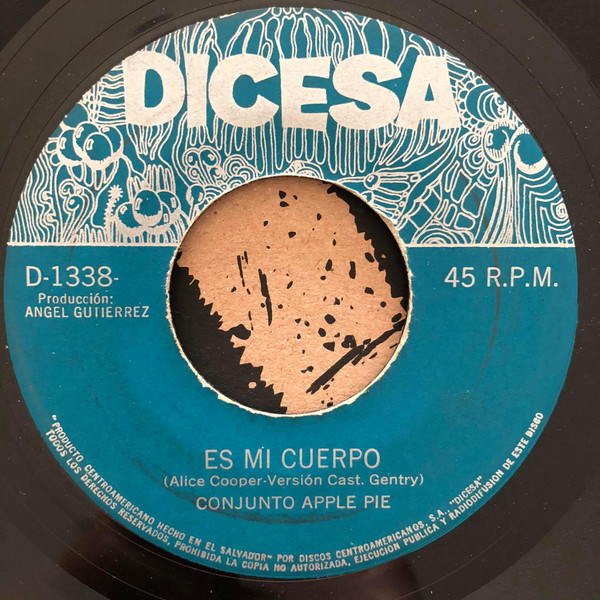 DICESA
D-1338-
Producción:
ANGEL GUTIERREZ
45 R.P.M.
ES MI CUERPO
(Alice Cooper-Versión Cast. Gentry)
CONJUNTO APPLE PIE
"PRODUCTO CENTROAMERICANO HECHO EN EL SALVADOR" POR DISCOS CENTROAMERICANOS, S.A., "DICESA"
TODOS LOS DERECHOS RESERVADOS, PROHIBIDA LA COPIA NO AUTORIZADA, EJECUCION PUBLICA Y RADIODIFUSION DE ESTE DISCO